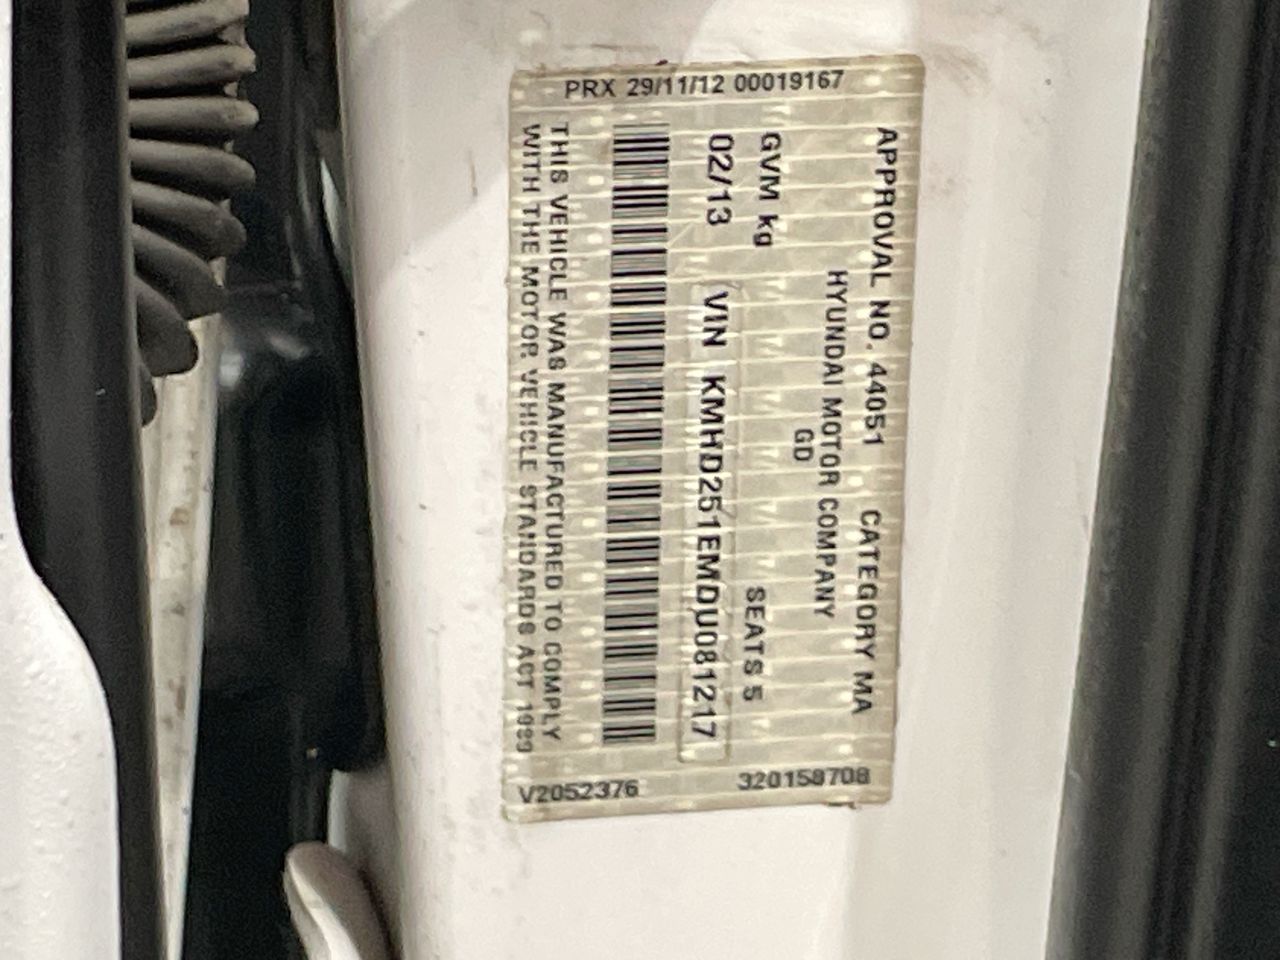 PRX 29/11/12 00019167
APPROVAL NO. 44051 CATEGORY MA
HYUNDAI MOTOR COMPANY
GD
GVM kg SEATS 5
02/13 VIN KMHD251EMDU081217
THIS VEHICLE WAS MANUFACTURED TO COMPLY
WITH THE MOTOR VEHICLE STANDARDS ACT 1989
V2052376 320158708